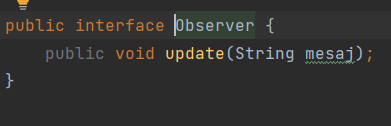 public interface Observer {
    public void update(String mesaj);
}